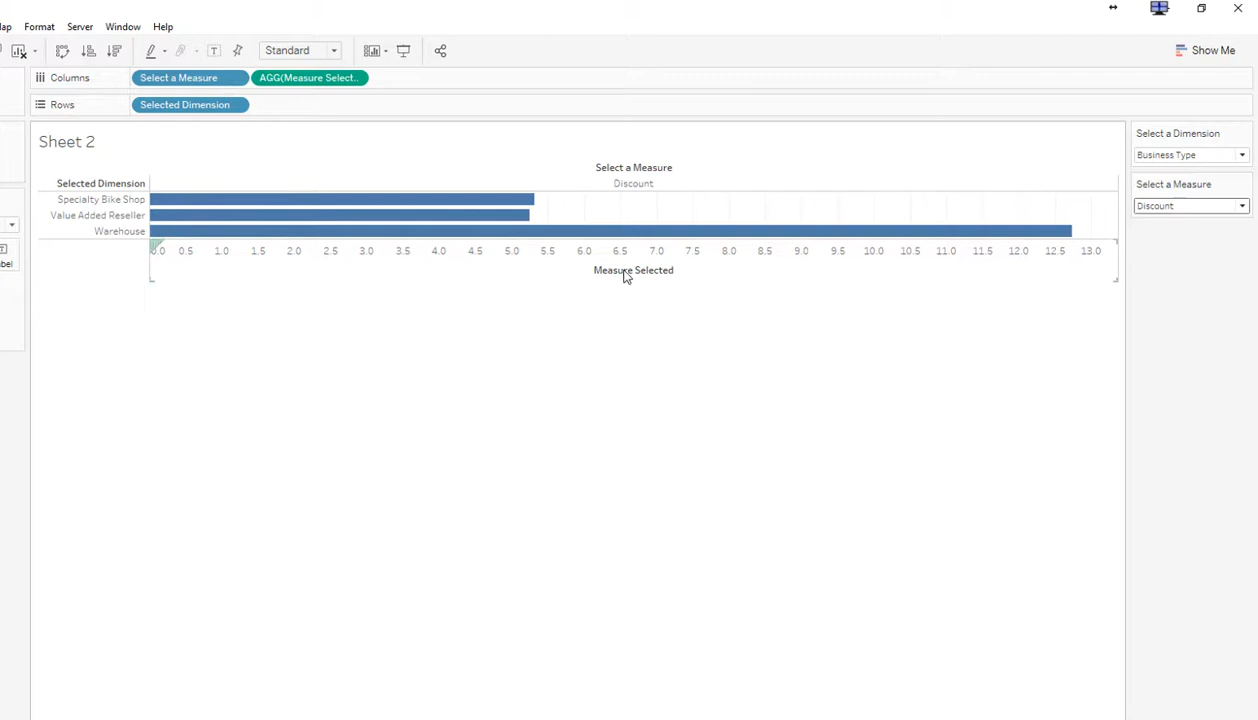 ap Format Server Window Help
Standard
Show Me
Columns Select a Measure AGG(Measure Select..
Rows Selected Dimension
Sheet 2
Select a Measure
Selected Dimension Discount
Specialty Bike Shop
Value Added Reseller
Warehouse
0.0 0.5 1.0 1.5 2.0 2.5 3.0 3.5 4.0 4.5 5.0 5.5 6.0 6.5 7.0 7.5 8.0 8.5 9.0 9.5 10.0 10.5 11.0 11.5 12.0 12.5 13.0
Measure Selected
Select a Dimension
Business Type
Select a Measure
Discount
bel